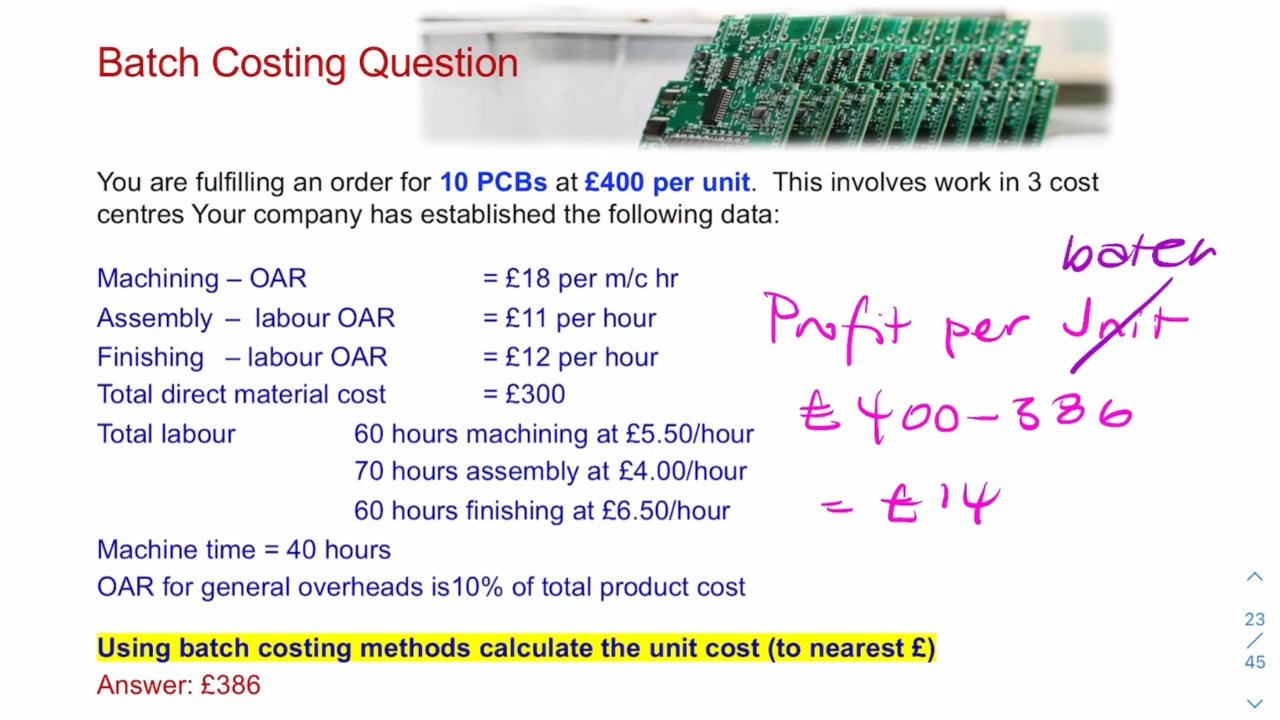 Batch Costing Question
You are fulfilling an order for 10 PCBs at £400 per unit. This involves work in 3 cost
centres Your company has established the following data:
Machining – OAR = £18 per m/c hr
Assembly – labour OAR = £11 per hour
Finishing – labour OAR = £12 per hour
Total direct material cost = £300
Total labour 60 hours machining at £5.50/hour
70 hours assembly at £4.00/hour
60 hours finishing at £6.50/hour
Machine time = 40 hours
OAR for general overheads is10% of total product cost
Using batch costing methods calculate the unit cost (to nearest £)
Answer: £386
batch
Profit per Unit
£400-386
= £14
23
/
45